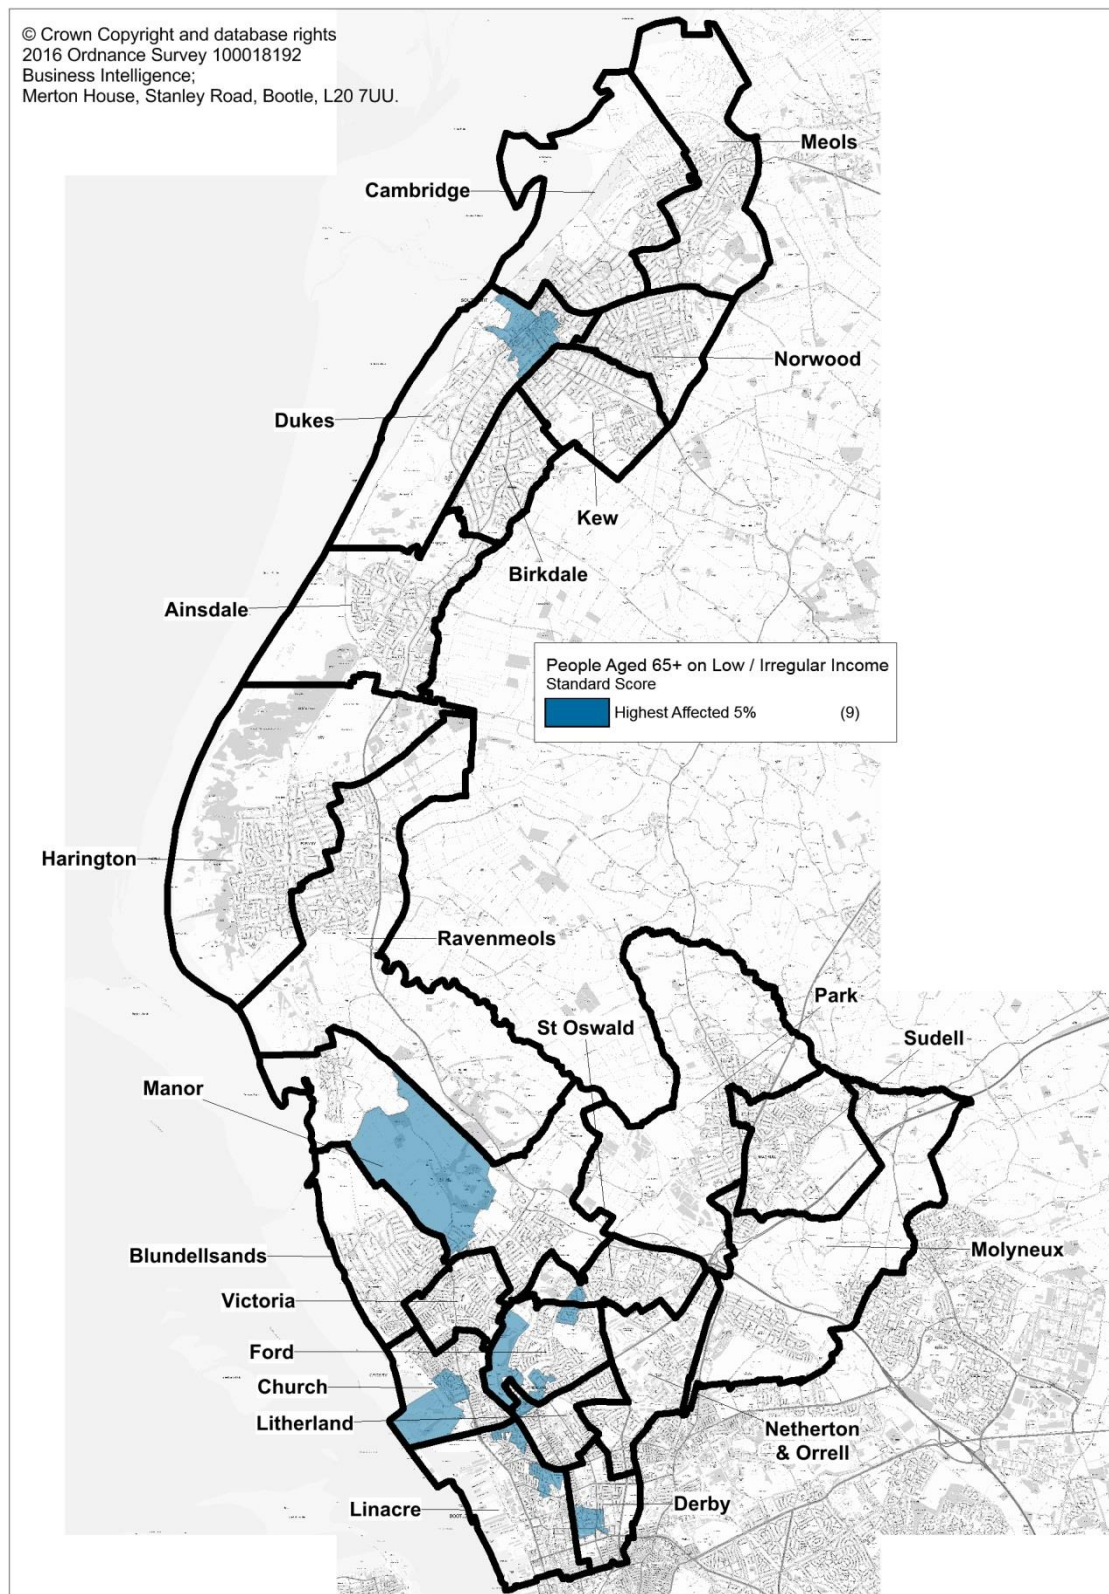 © Crown Copyright and database rights
2016 Ordnance Survey 100018192
Business Intelligence;
Merton House, Stanley Road, Bootle, L20 7UU.
Meols
Cambridge
Norwood
Dukes
Kew
Birkdale
Ainsdale
People Aged 65+ on Low / Irregular Income
Standard Score
Highest Affected 5% (9)
Harington
Ravenmeols
Park
St Oswald
Sudell
Manor
Molyneux
Blundellsands
Victoria
Ford
Church
Litherland
Netherton
& Orrell
Linacre
Derby